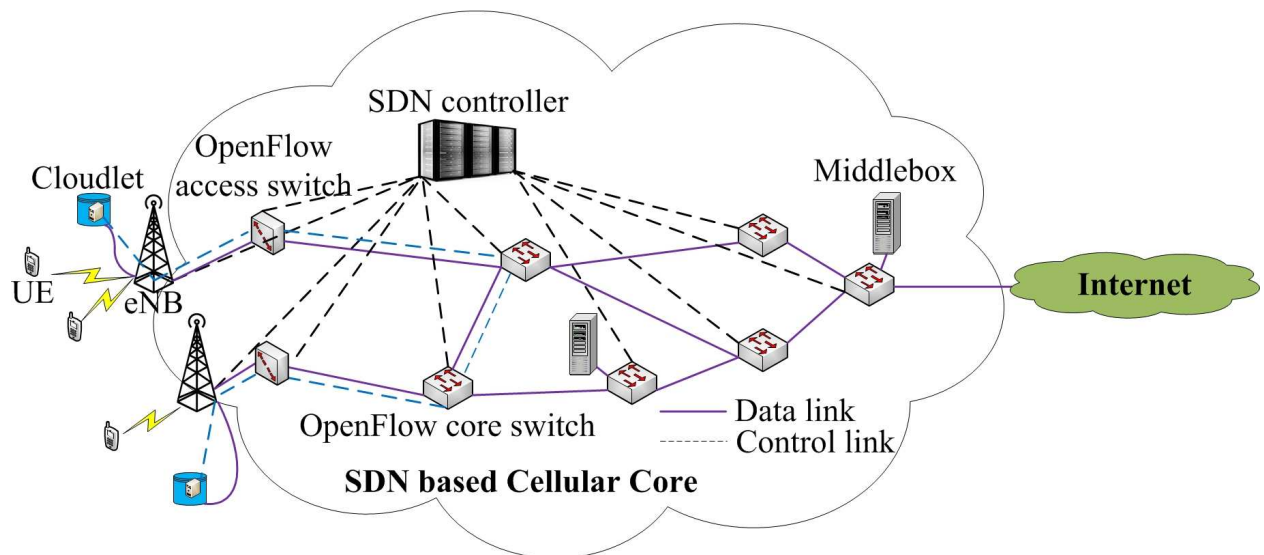 SDN controller
OpenFlow
access switch
Cloudlet
Middlebox
UE
eNB
Internet
OpenFlow core switch
Data link
Control link
SDN based Cellular Core